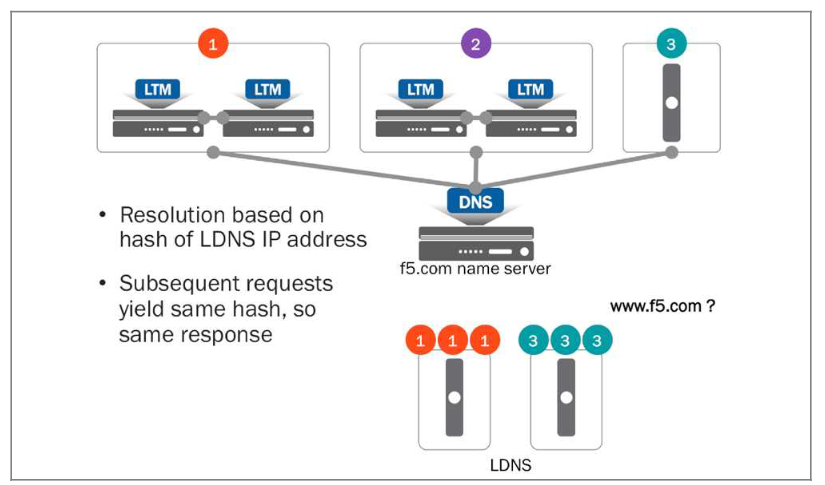 1 2 3
LTM LTM LTM LTM
DNS
• Resolution based on
hash of LDNS IP address
f5.com name server
• Subsequent requests
yield same hash, so
same response
www.f5.com ?
1 1 1 3 3 3
LDNS